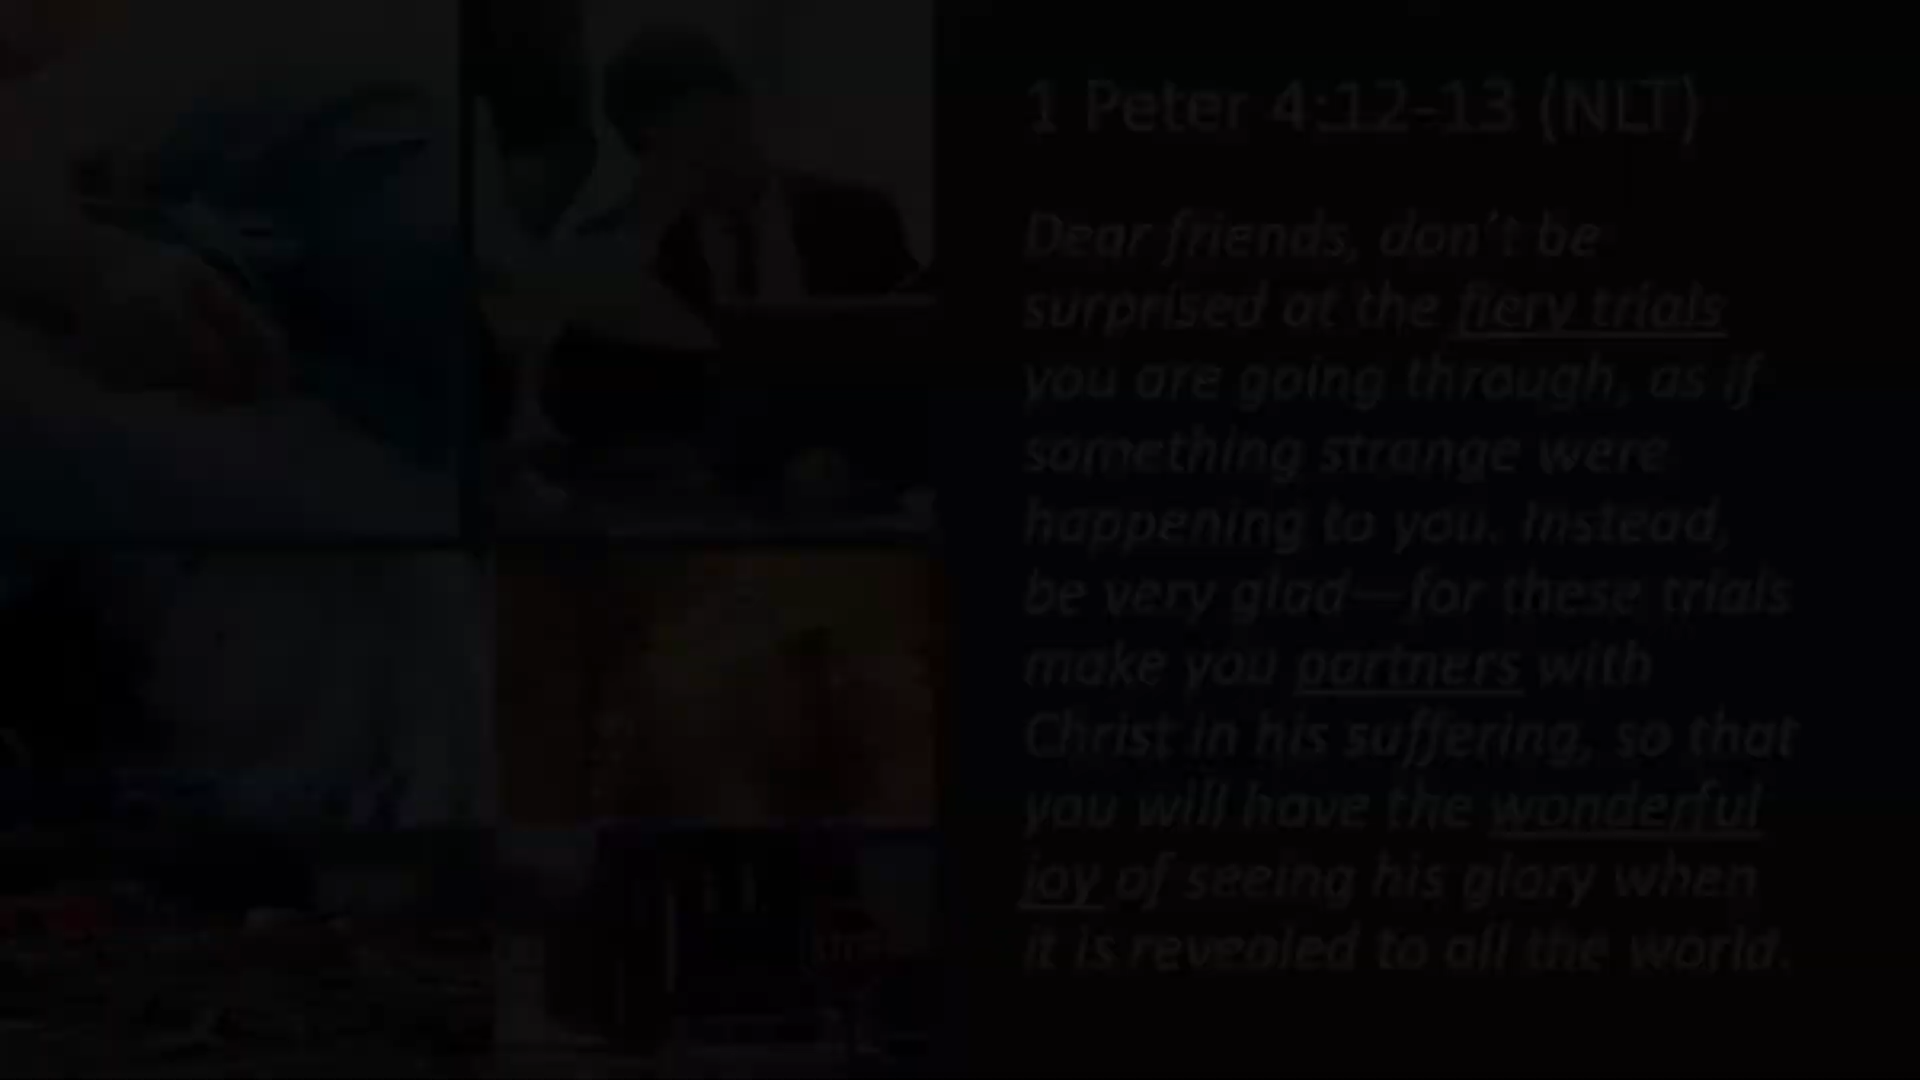 1 Peter 4:12-13 (NLT)
Dear friends, don't be
surprised at the fiery trials
you are going through, as if
something strange were
happening to you. Instead,
be very glad—for these trials
make you partners with
Christ in his suffering, so that
you will have the wonderful
joy of seeing his glory when
it is revealed to all the world.